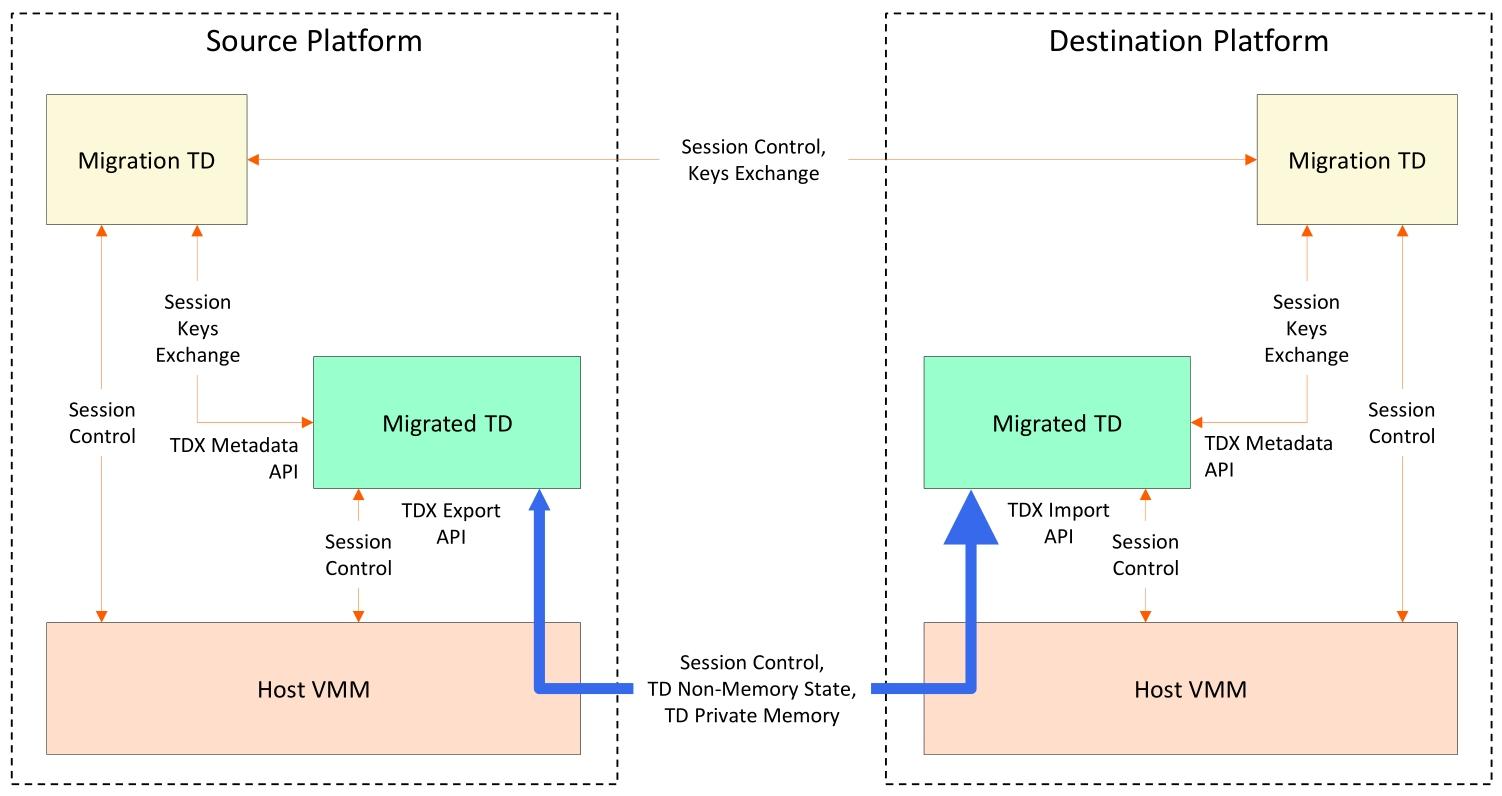 Source Platform
Destination Platform
Migration TD
Session Control,
Keys Exchange
Migration TD
Session
Keys
Exchange
Session
Control
TDX Metadata
API
Migrated TD
TDX Export
API
Session
Control
Host VMM
Session Control,
TD Non-Memory State,
TD Private Memory
Session
Keys
Exchange
Session
Control
Migrated TD
TDX Metadata
API
TDX Import
API
Session
Control
Host VMM